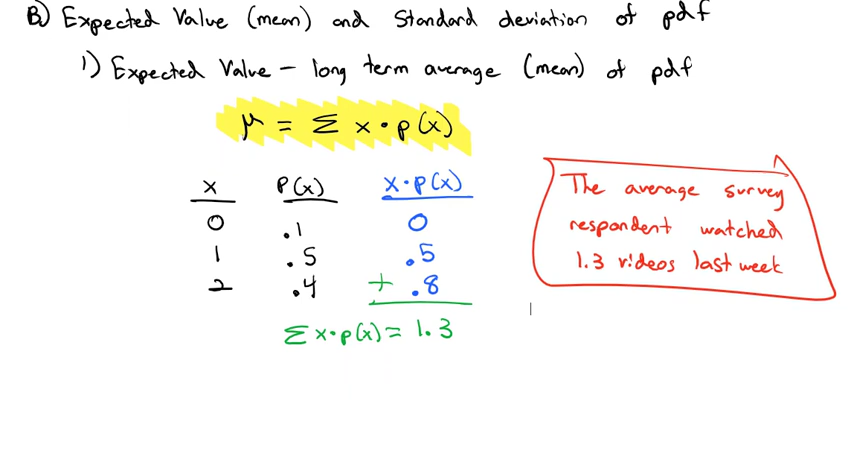 B) Expected Value (mean) and Standard deviation of pdf
1) Expected Value – long term average (mean) of pdf
μ = Σ x • p(x)
x P(x) x • p(x)
0 .1 0
1 .5 .5
2 .4 + .8
Σ x • p(x) = 1.3
The average survey
respondent watched
1.3 videos last week